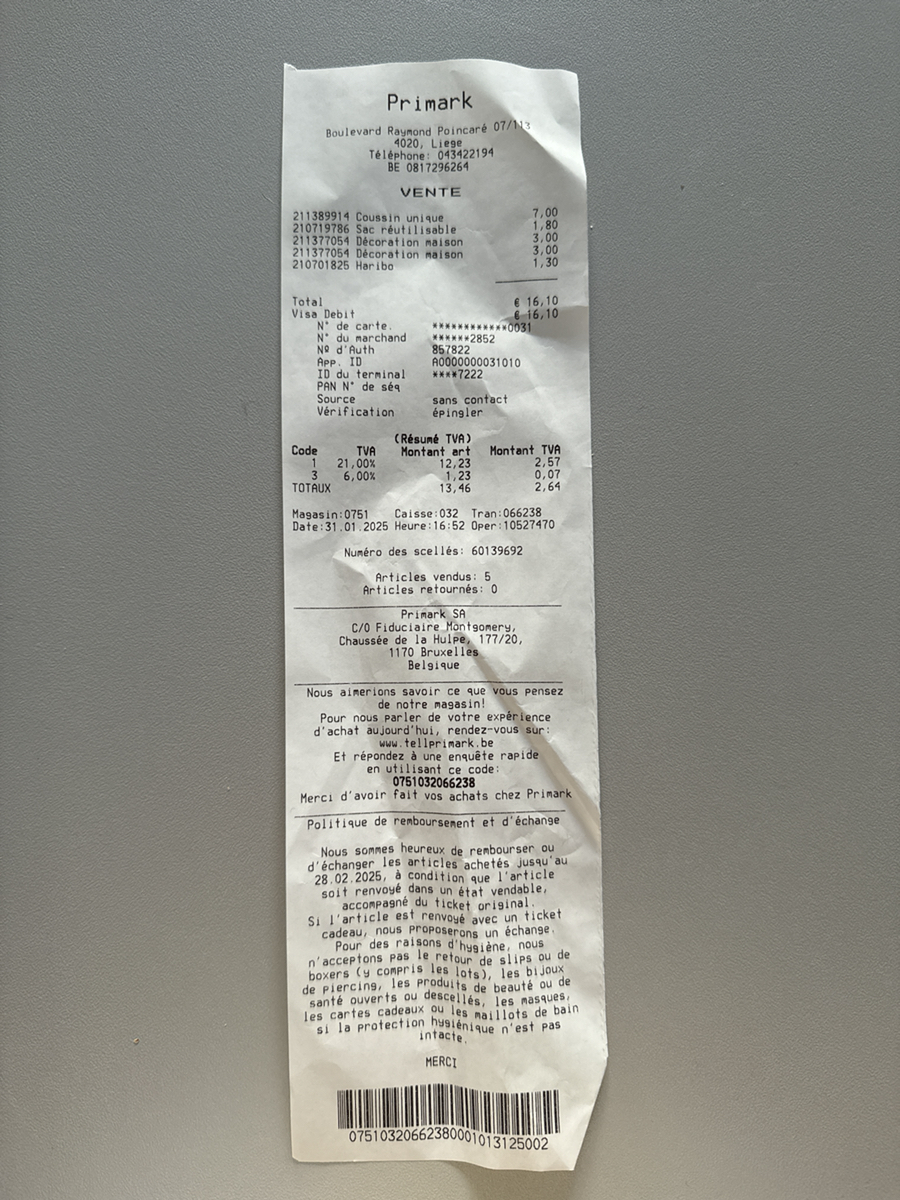 Primark
Boulevard Raymond Poincaré 07/113
4020, Liege
Téléphone: 043422194
BE 0817296264
VENTE
211389914 Coussin unique 7,00
210719786 Sac réutilisable 1,80
211377054 Décoration maison 3,00
211377054 Décoration maison 3,00
210701825 Haribo 1,30
Total € 16,10
Visa Debit € 16,10
N° de carte. ************0031
N° du marchand ******2852
Nº d'Auth 857822
App. ID A0000000031010
ID du terminal ****7222
PAN N° de séq
Source sans contact
Vérification épingler
(Résumé TVA)
Code TVA Montant art Montant TVA
1 21,00% 12,23 2,57
3 6,00% 1,23 0,07
TOTAUX 13,46 2,64
Magasin:0751 Caisse:032 Tran:066238
Date:31.01.2025 Heure:16:52 Oper:10527470
Numéro des scellés: 60139692
Articles vendus: 5
Articles retournés: 0
Primark SA
C/O Fiduciaire Montgomery,
Chaussée de la Hulpe, 177/20,
1170 Bruxelles
Belgique
Nous aimerions savoir ce que vous pensez
de notre magasin!
Pour nous parler de votre expérience
d'achat aujourd'hui, rendez-vous sur:
www.tellprimark.be
Et répondez à une enquête rapide
en utilisant ce code:
0751032066238
Merci d'avoir fait vos achats chez Primark
Politique de remboursement et d'échange
Nous sommes heureux de rembourser ou
d'échanger les articles achetés jusqu'au
28.02.2025, à condition que l'article
soit renvoyé dans un état vendable,
accompagné du ticket original.
Si l'article est renvoyé avec un ticket
cadeau, nous proposerons un échange.
Pour des raisons d'hygiène, nous
n'acceptons pas le retour de slips ou de
boxers (y compris les lots), les bijoux
de piercing, les produits de beauté ou de
santé ouverts ou descellés, les masques,
les cartes cadeaux ou les maillots de bain
si la protection hygiénique n'est pas
intacte.
MERCI
07510320662380001013125002